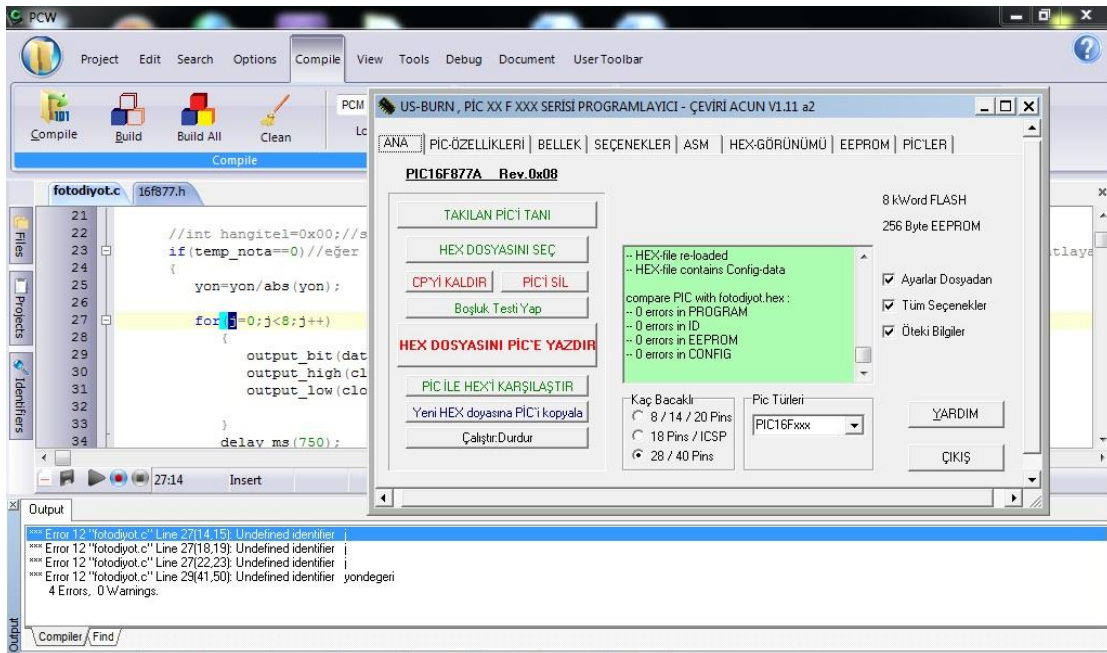 PCW
Project Edit Search Options Compile View Tools Debug Document User Toolbar
Compile Build Build All Clean
PCM
Compile
fotodiyot.c 16f877.h
Files
Projects
Identifiers
21
22 //int hangitel=0x00;//s
23 if(temp_nota==0)//eğer
24 {
25 yon=yon/abs(yon);
26
27 for(j=0;j<8;j++)
28 {
29 output_bit(dat
30 output_high(cl
31 output_low(clo
32
33 }
34 delay_ms(750);
27:14 Insert
US-BURN , PİC XX F XXX SERİSİ PROGRAMLAYICI - ÇEVİRİ ACUN V1.11 a2
ANA PİC-ÖZELLİKLERİ BELLEK SEÇENEKLER ASM HEX-GÖRÜNÜMÜ EEPROM PİC'LER
PIC16F877A Rev.0x08
TAKILAN PİC'İ TANI
HEX DOSYASINI SEÇ
CP'Yİ KALDIR PİC'İ SİL
Boşluk Testi Yap
HEX DOSYASINI PİC'E YAZDIR
PİC İLE HEX'İ KARŞILAŞTIR
Yeni HEX doyasına PİC'i kopyala
Çalıştır:Durdur
-- HEX-file re-loaded
-- HEX-file contains Config-data
compare PIC with fotodiyot.hex :
-- 0 errors in PROGRAM
-- 0 errors in ID
-- 0 errors in EEPROM
-- 0 errors in CONFIG
Kaç Bacaklı
8 / 14 / 20 Pins
18 Pins / ICSP
28 / 40 Pins
Pic Türleri
PIC16Fxxx
8 kWord FLASH
256 Byte EEPROM
Ayarlar Dosyadan
Tüm Seçenekler
Öteki Bilgiler
YARDIM
ÇIKIŞ
Output
*** Error 12 "fotodiyot.c" Line 27(14,15): Undefined identifier j
*** Error 12 "fotodiyot.c" Line 27(18,19): Undefined identifier j
*** Error 12 "fotodiyot.c" Line 27(22,23): Undefined identifier j
*** Error 12 "fotodiyot.c" Line 29(41,50): Undefined identifier yondegeri
4 Errors, 0 Warnings.
Output
Compiler Find